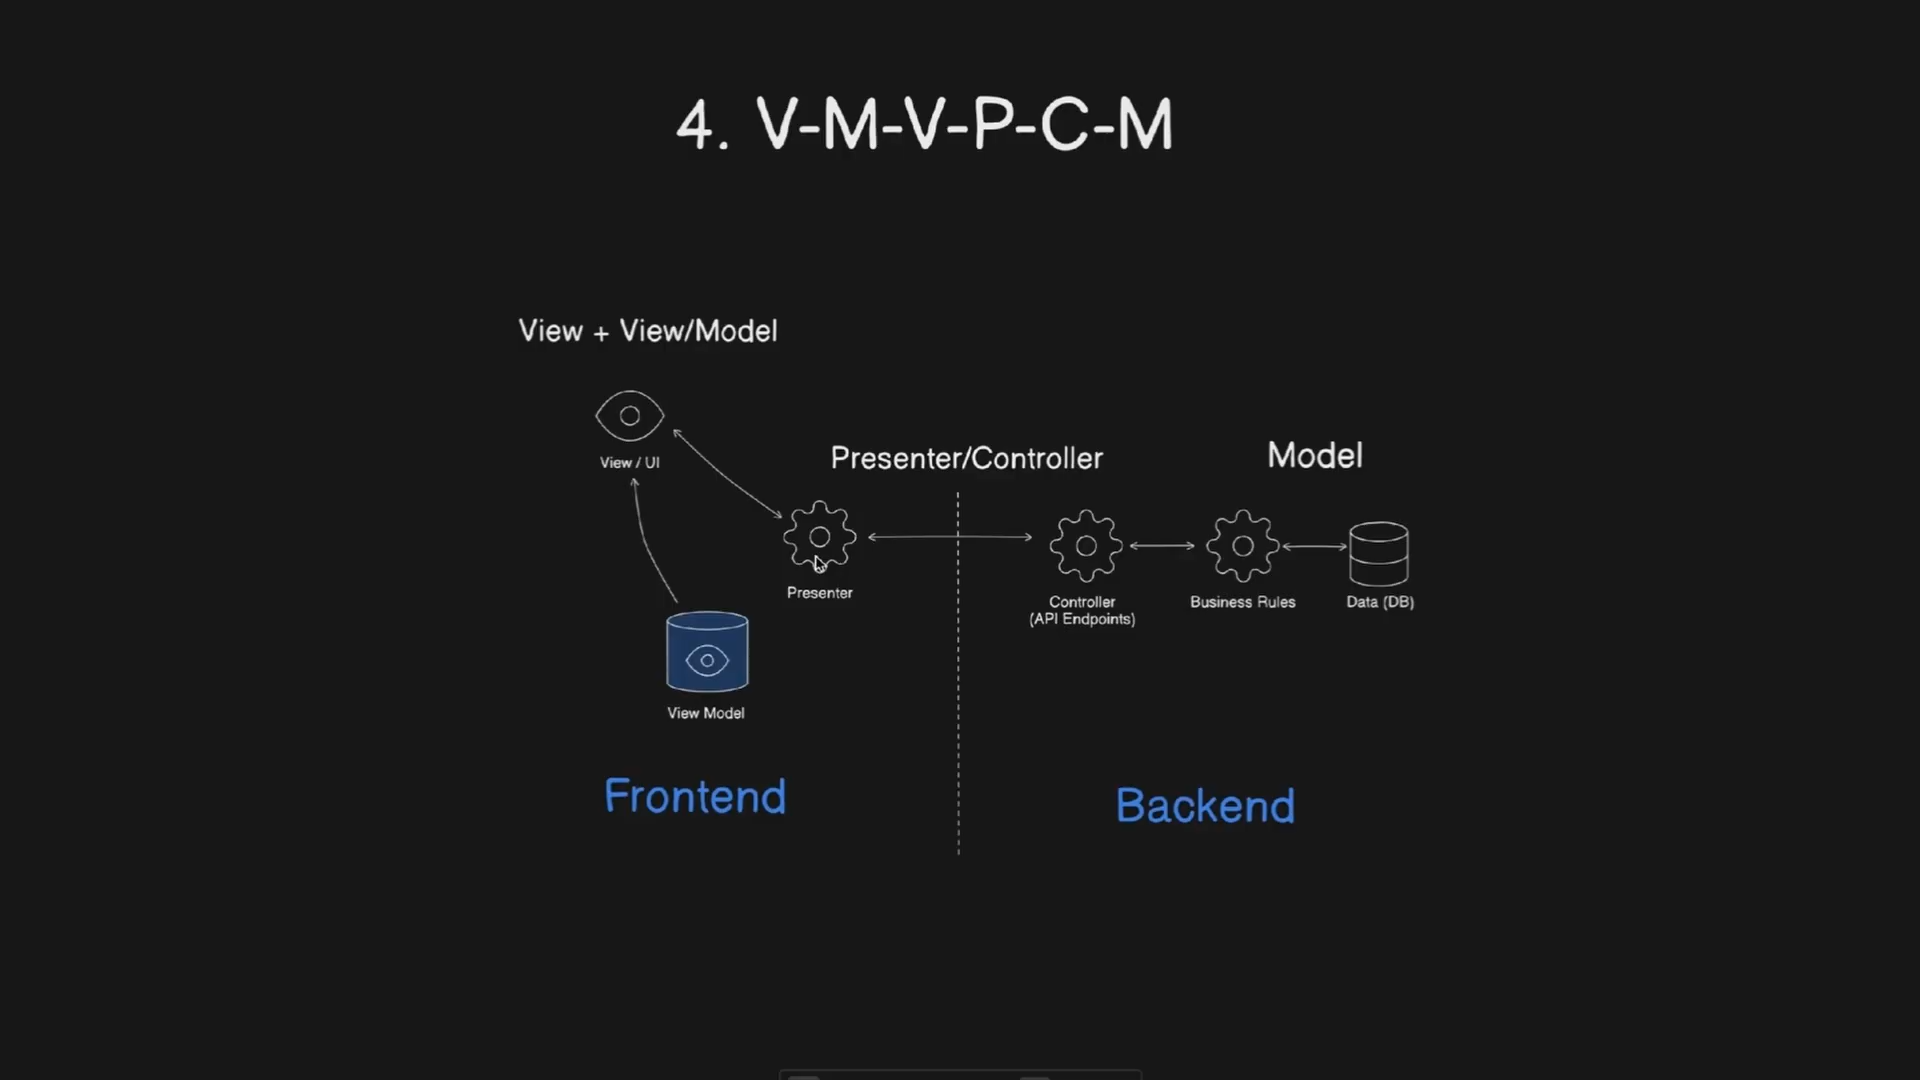 4. V-M-V-P-C-M
View + View/Model
View / UI
Presenter/Controller
Model
Presenter
Controller
(API Endpoints)
Business Rules
Data (DB)
View Model
Frontend
Backend